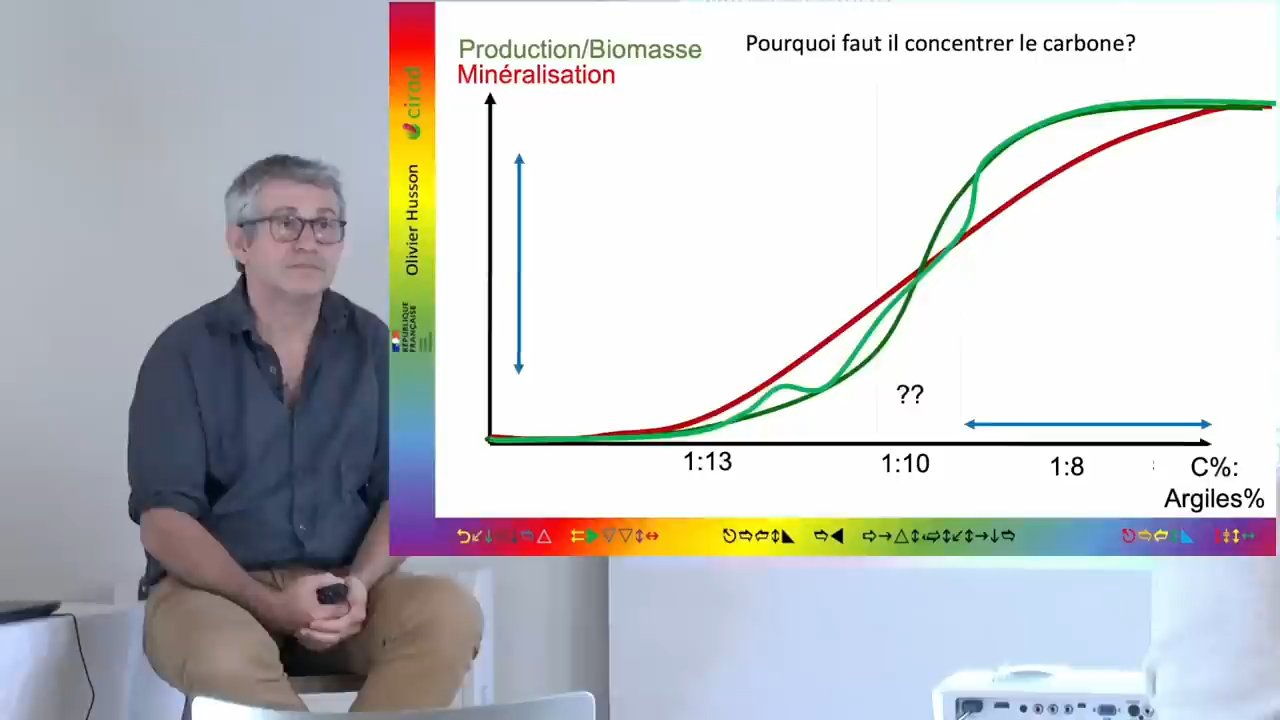 Pourquoi faut il concentrer le carbone?
Production/Biomasse
Minéralisation
cirad
Olivier Husson
RÉPUBLIQUE
FRANÇAISE
??
1:13
1:10
1:8
C%:
Argiles%